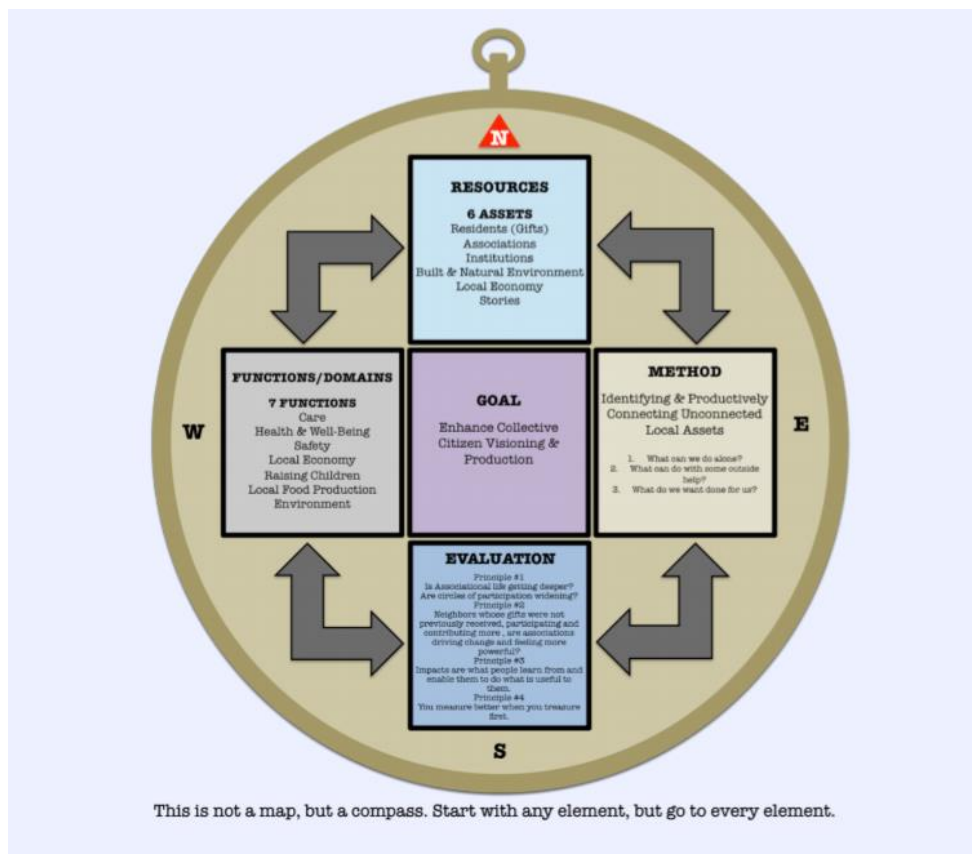 N
RESOURCES
6 ASSETS
Residents (Gifts)
Associations
Institutions
Built & Natural Environment
Local Economy
Stories
W
FUNCTIONS/DOMAINS
7 FUNCTIONS
Care
Health & Well-Being
Safety
Local Economy
Raising Children
Local Food Production
Environment
GOAL
Enhance Collective
Citizen Visioning &
Production
METHOD
Identifying & Productively
Connecting Unconnected
Local Assets
1. What can we do alone?
2. What can do with some outside
help?
3. What do we want done for us?
E
EVALUATION
Principle #1
Is Associational life getting deeper?
Are circles of participation widening?
Principle #2
Neighbors whose gifts were not
previously received, participating and
contributing more , are associations
driving change and feeling more
powerful?
Principle #3
Impacts are what people learn from and
enable them to do what is useful to
them.
Principle #4
You measure better when you treasure
first.
S
This is not a map, but a compass. Start with any element, but go to every element.